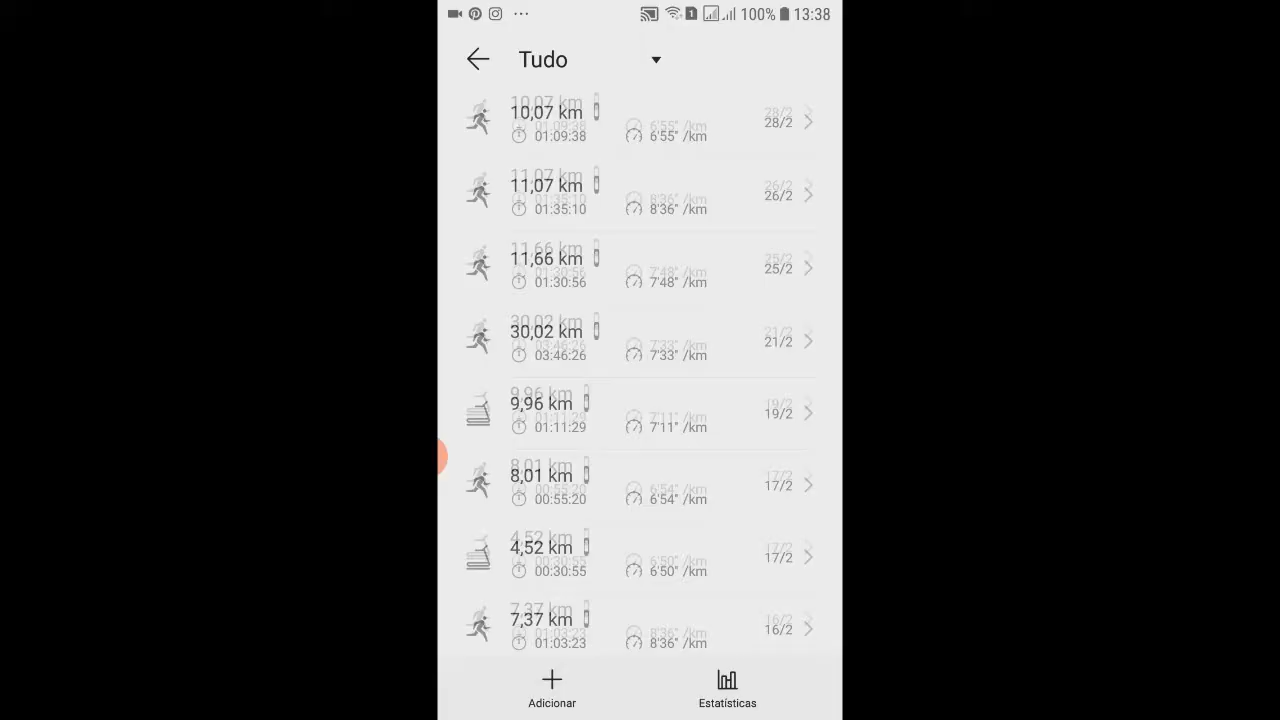 100% 13:38
Tudo
10,07 km
01:09:38 6'55" /km 28/2
11,07 km
01:35:10 8'36" /km 26/2
11,66 km
01:30:56 7'48" /km 25/2
30,02 km
03:46:26 7'33" /km 21/2
9,96 km
01:11:29 7'11" /km 19/2
8,01 km
00:55:20 6'54" /km 17/2
4,52 km
00:30:55 6'50" /km 17/2
7,37 km
01:03:23 8'36" /km 16/2
Adicionar Estatísticas